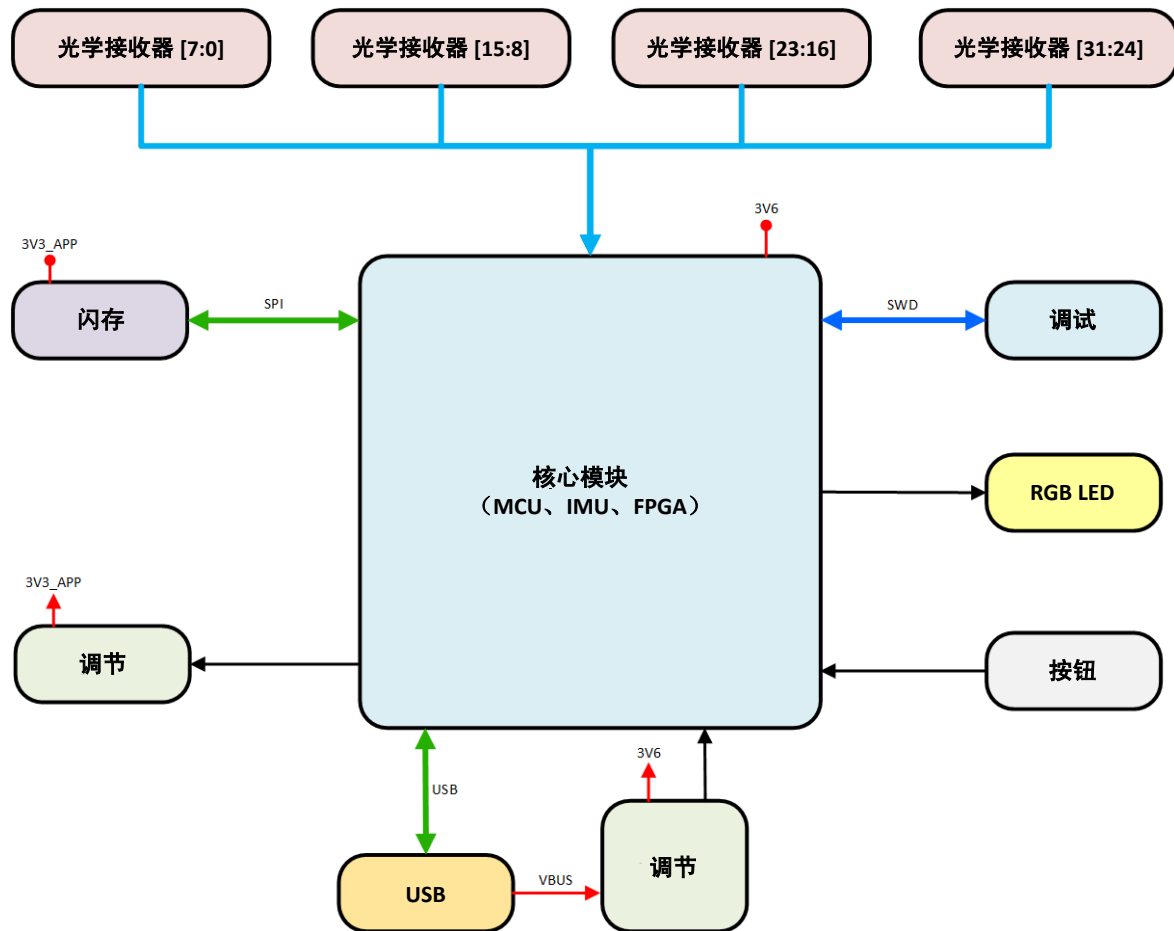 光学接收器 [7:0]
光学接收器 [15:8]
光学接收器 [23:16]
光学接收器 [31:24]
3V6
3V3_APP
闪存
SPI
SWD
调试
核心模块
（MCU、IMU、FPGA）
RGB LED
3V3_APP
调节
按钮
3V6
USB
调节
USB
VBUS